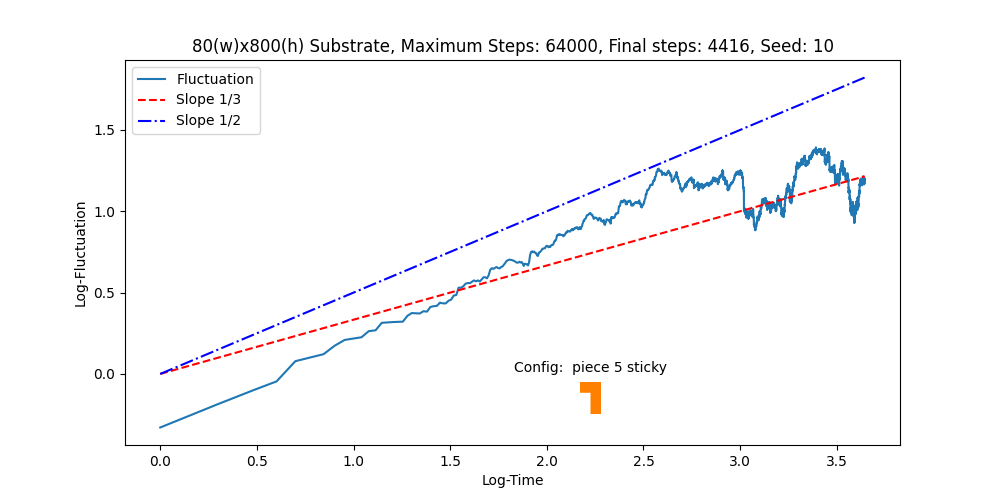 80(w)x800(h) Substrate, Maximum Steps: 64000, Final steps: 4416, Seed: 10
Fluctuation
Slope 1/3
Slope 1/2
Log-Fluctuation
1.5
1.0
0.5
0.0
Config:  piece 5 sticky
0.0 0.5 1.0 1.5 2.0 2.5 3.0 3.5
Log-Time